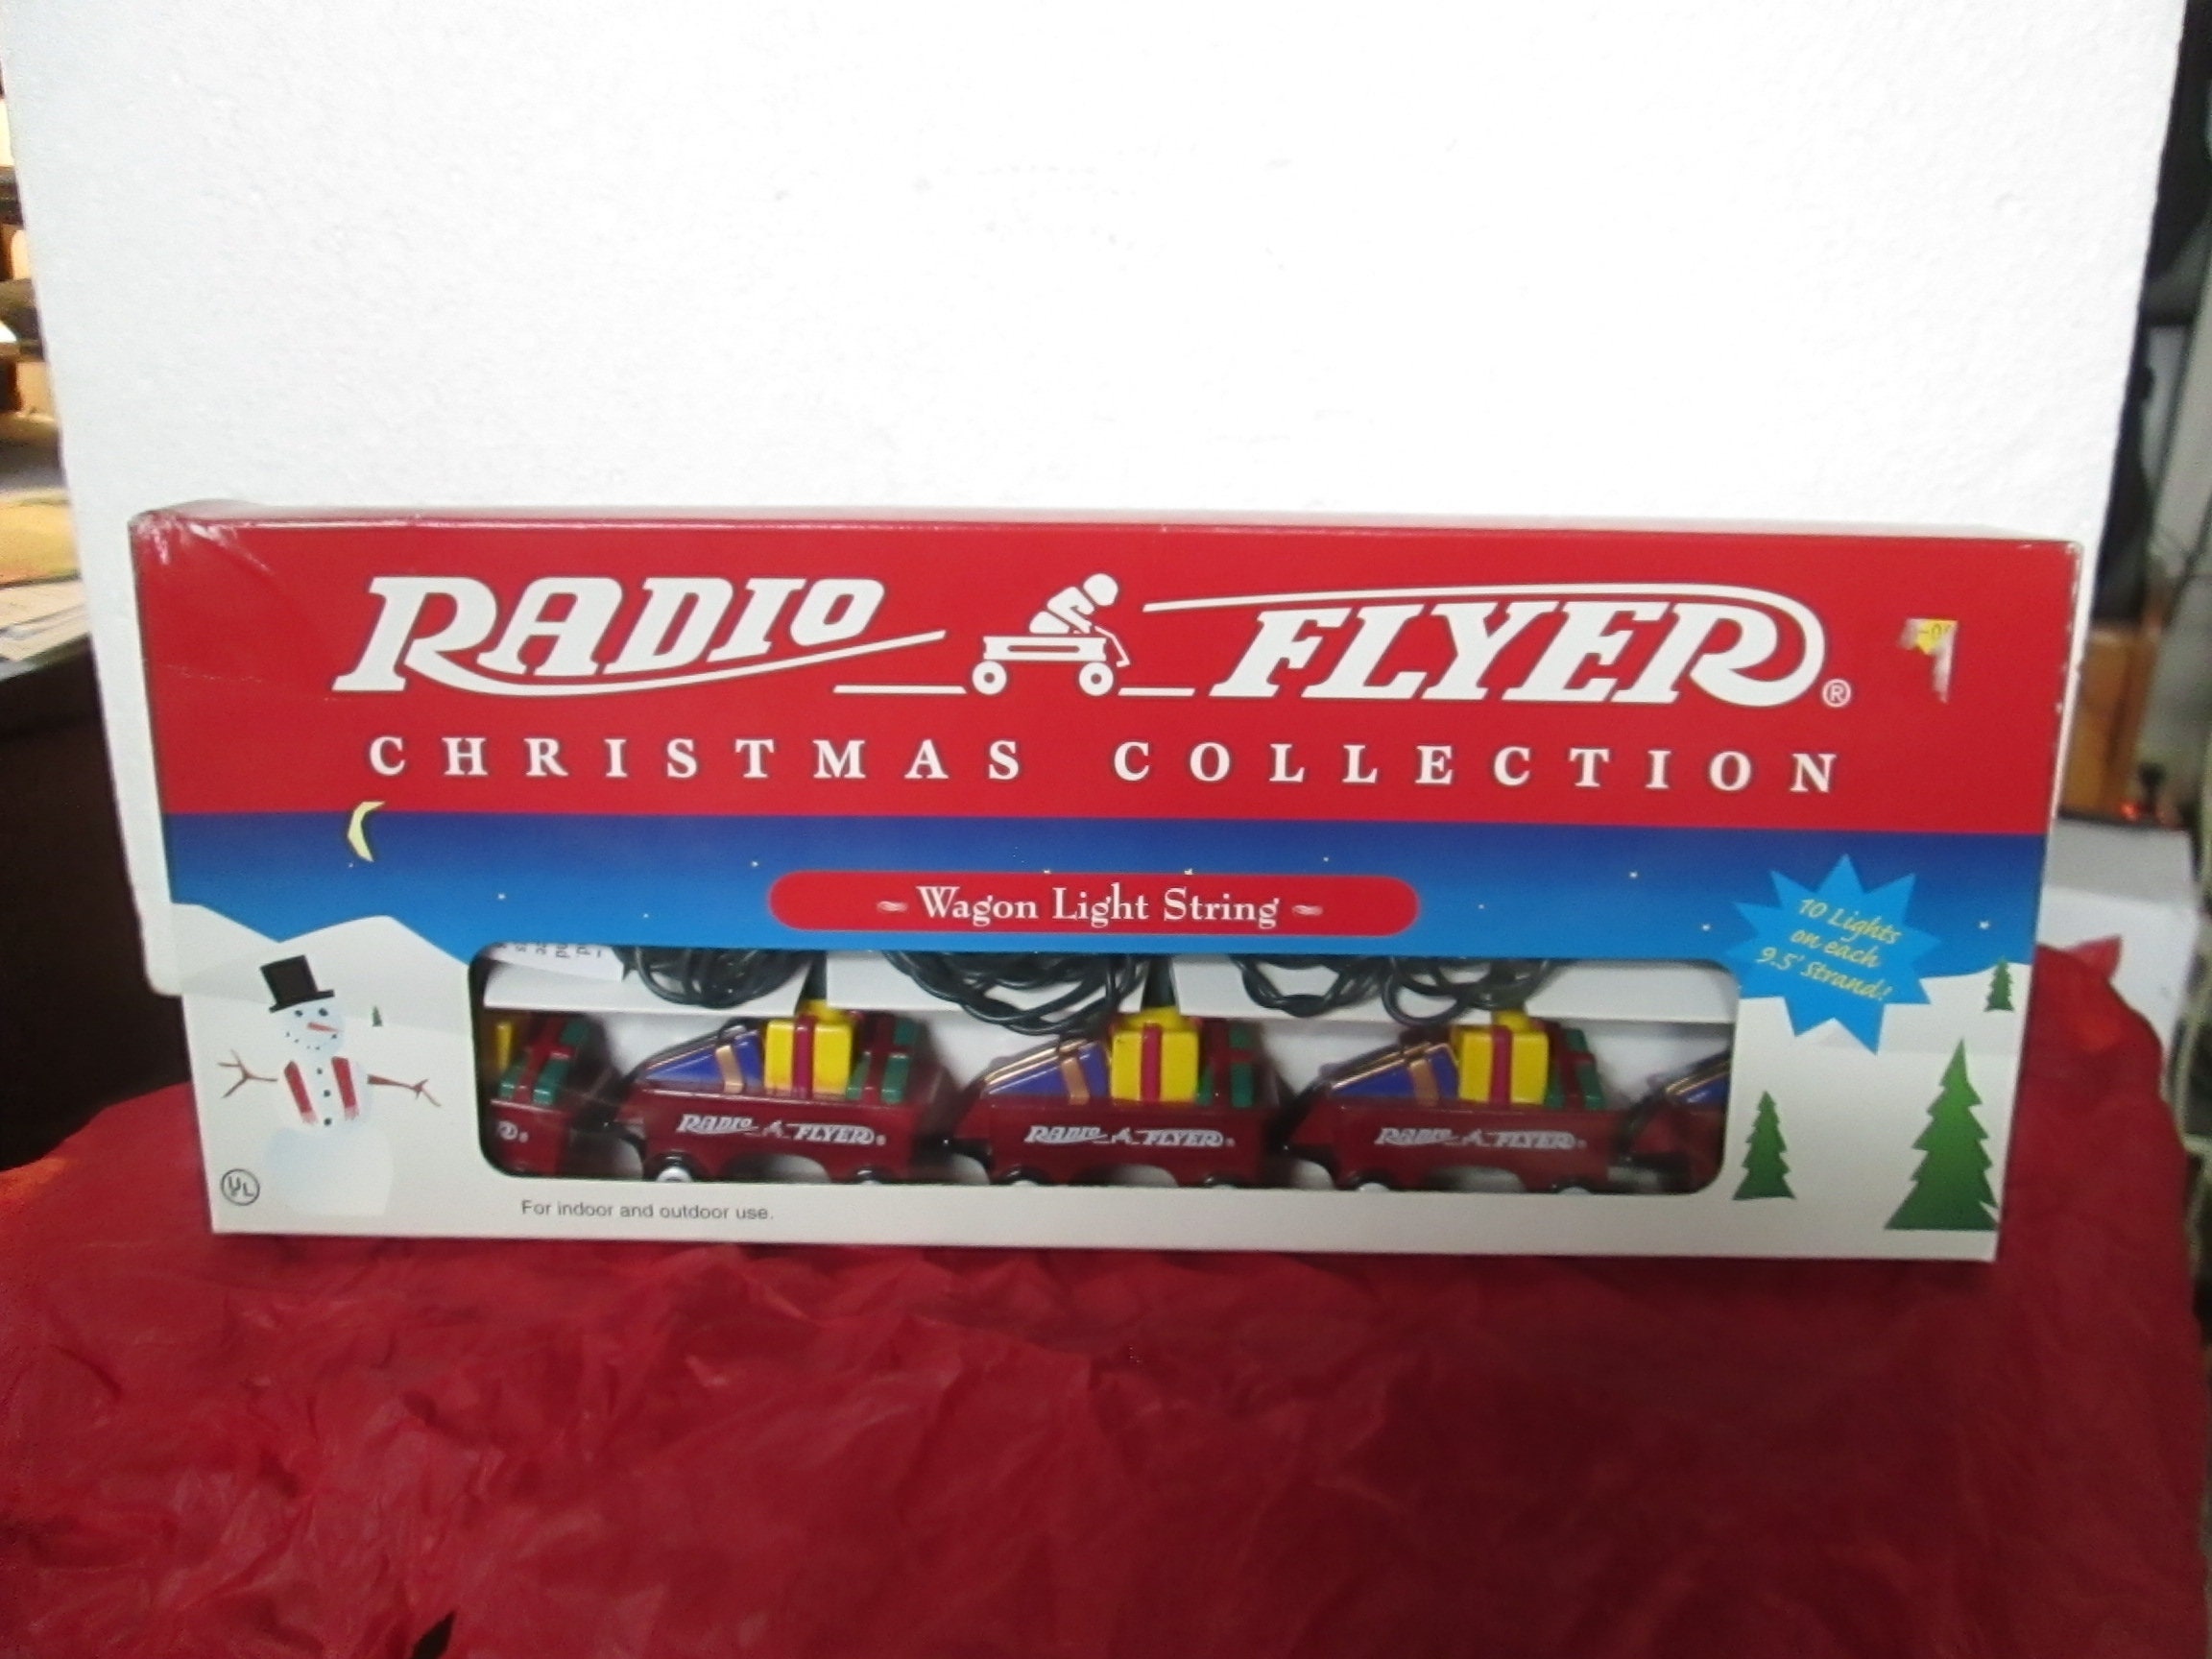 RADIO FLYER®
CHRISTMAS COLLECTION
~ Wagon Light String ~
10 Lights
on each
9.5' Strand!
RADIO FLYER®
RADIO FLYER®
RADIO FLYER®
UL
For indoor and outdoor use.